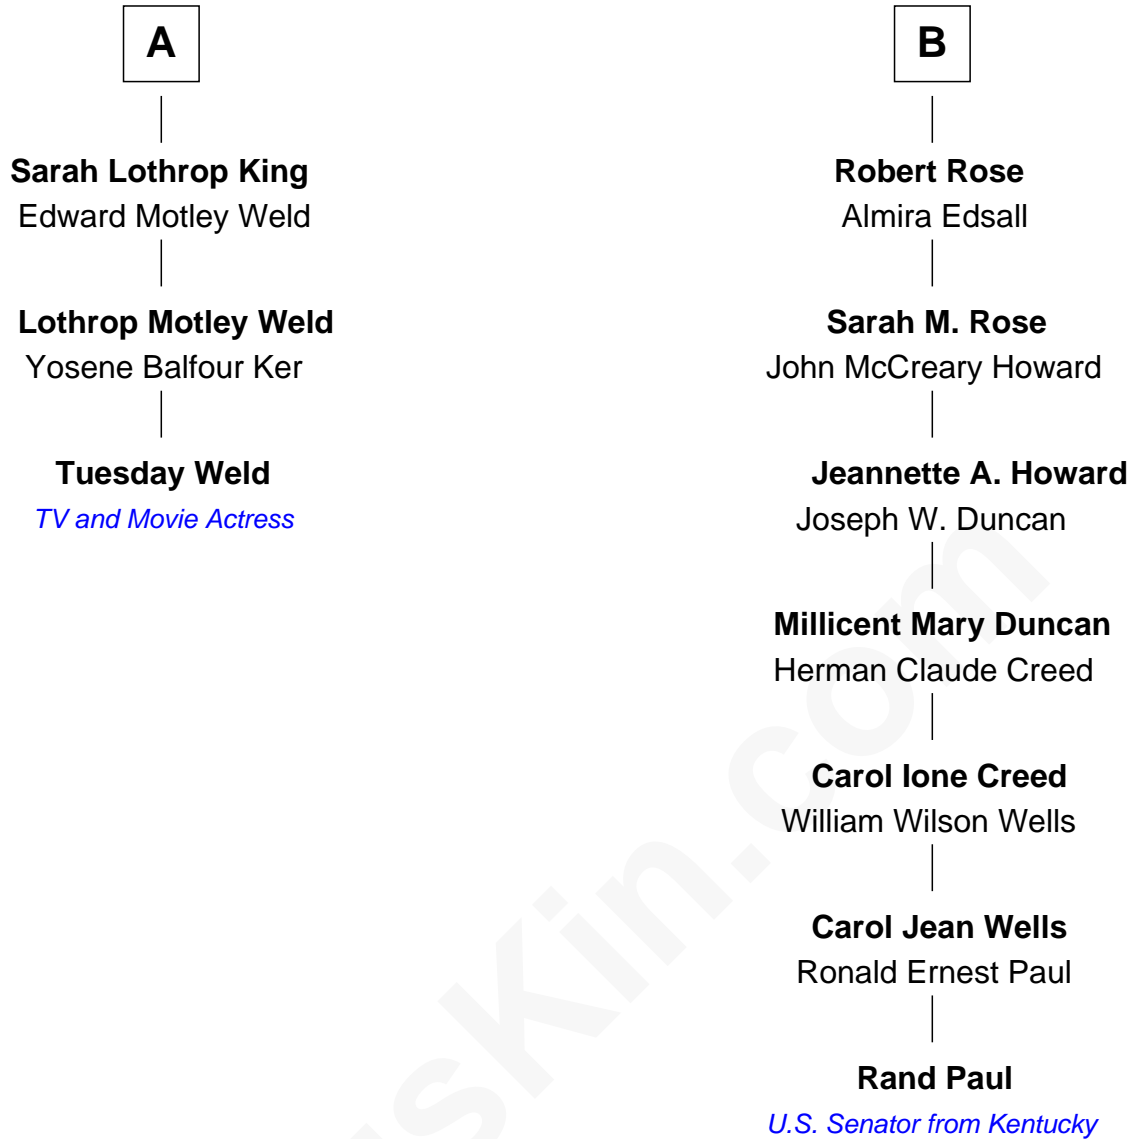 A
Sarah Lothrop King
Edward Motley Weld
Lothrop Motley Weld
Yosene Balfour Ker
Tuesday Weld
TV and Movie Actress
B
Robert Rose
Almira Edsall
Sarah M. Rose
John McCreary Howard
Jeannette A. Howard
Joseph W. Duncan
Millicent Mary Duncan
Herman Claude Creed
Carol Ione Creed
William Wilson Wells
Carol Jean Wells
Ronald Ernest Paul
Rand Paul
U.S. Senator from Kentucky
usKin.com